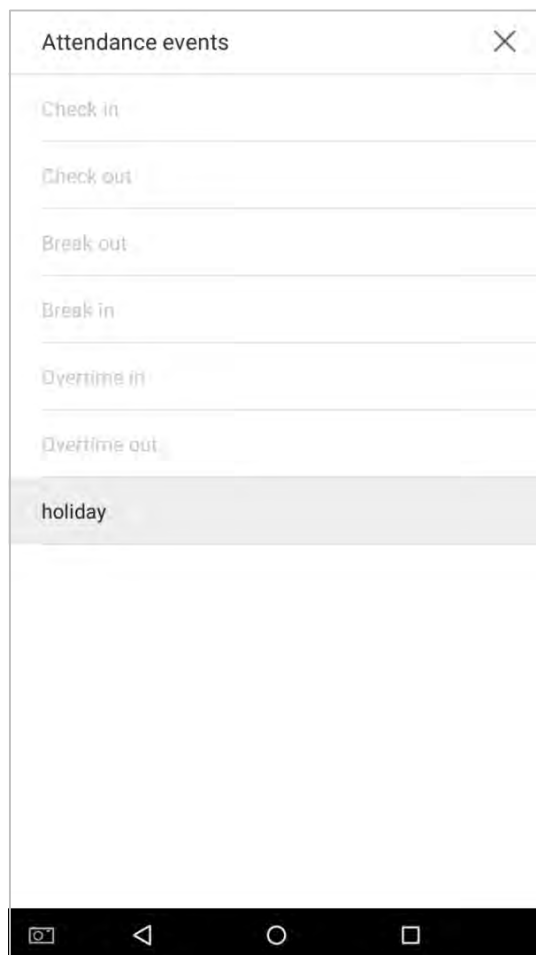 Attendance events
Check in
Check out
Break out
Break in
Overtime in
Overtime out
holiday